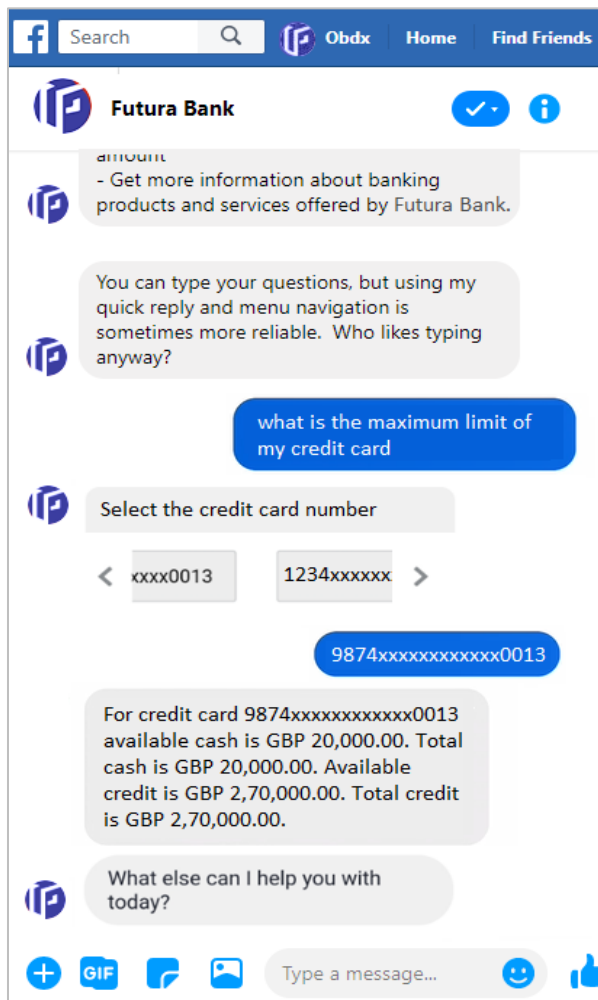 Search
Obdx
Home
Find Friends
Futura Bank
amount
- Get more information about banking
products and services offered by Futura Bank.
You can type your questions, but using my
quick reply and menu navigation is
sometimes more reliable.  Who likes typing
anyway?
what is the maximum limit of
my credit card
Select the credit card number
xxxx0013
1234xxxxxx
9874xxxxxxxxxxxx0013
For credit card 9874xxxxxxxxxxxx0013
available cash is GBP 20,000.00. Total
cash is GBP 20,000.00. Available
credit is GBP 2,70,000.00. Total credit
is GBP 2,70,000.00.
What else can I help you with
today?
GIF
Type a message...